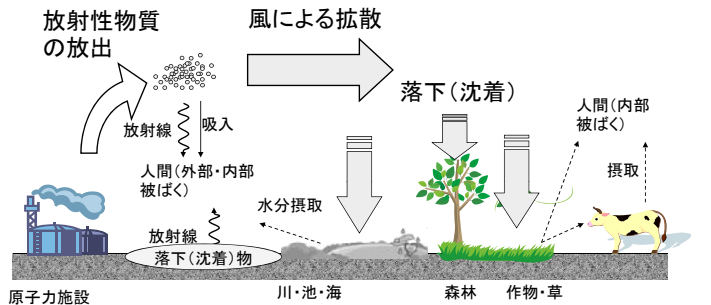 放射性物質
の放出
風による拡散
落下（沈着）
放射線
吸入
人間（内部
被ばく）
人間（外部・内部
被ばく）
摂取
水分摂取
放射線
落下（沈着）物
原子力施設
川・池・海
森林
作物・草